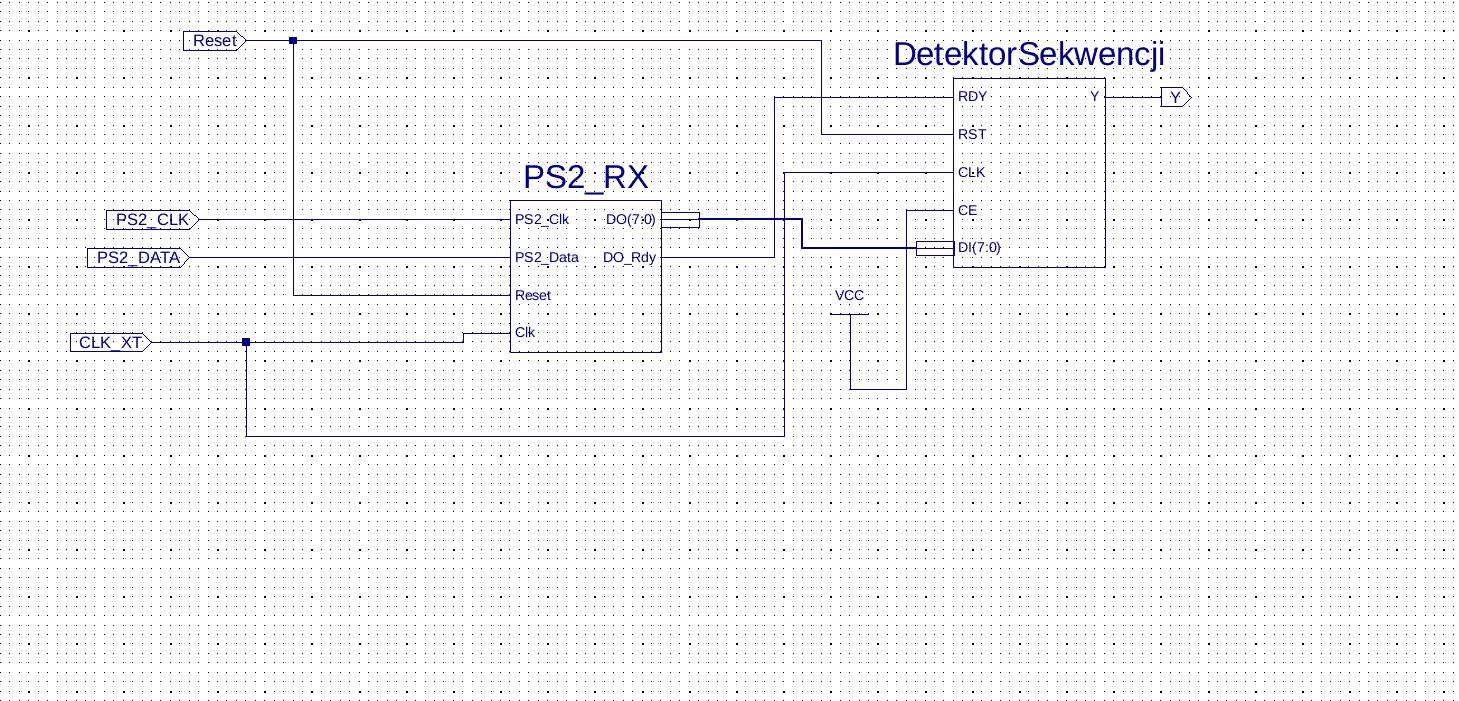 Reset
DetektorSekwencji
RDY
Y
Y
RST
PS2_RX
CLK
PS2_CLK
PS2_Clk
DO(7:0)
CE
PS2_DATA
PS2_Data
DO_Rdy
DI(7:0)
Reset
VCC
CLK_XT
Clk